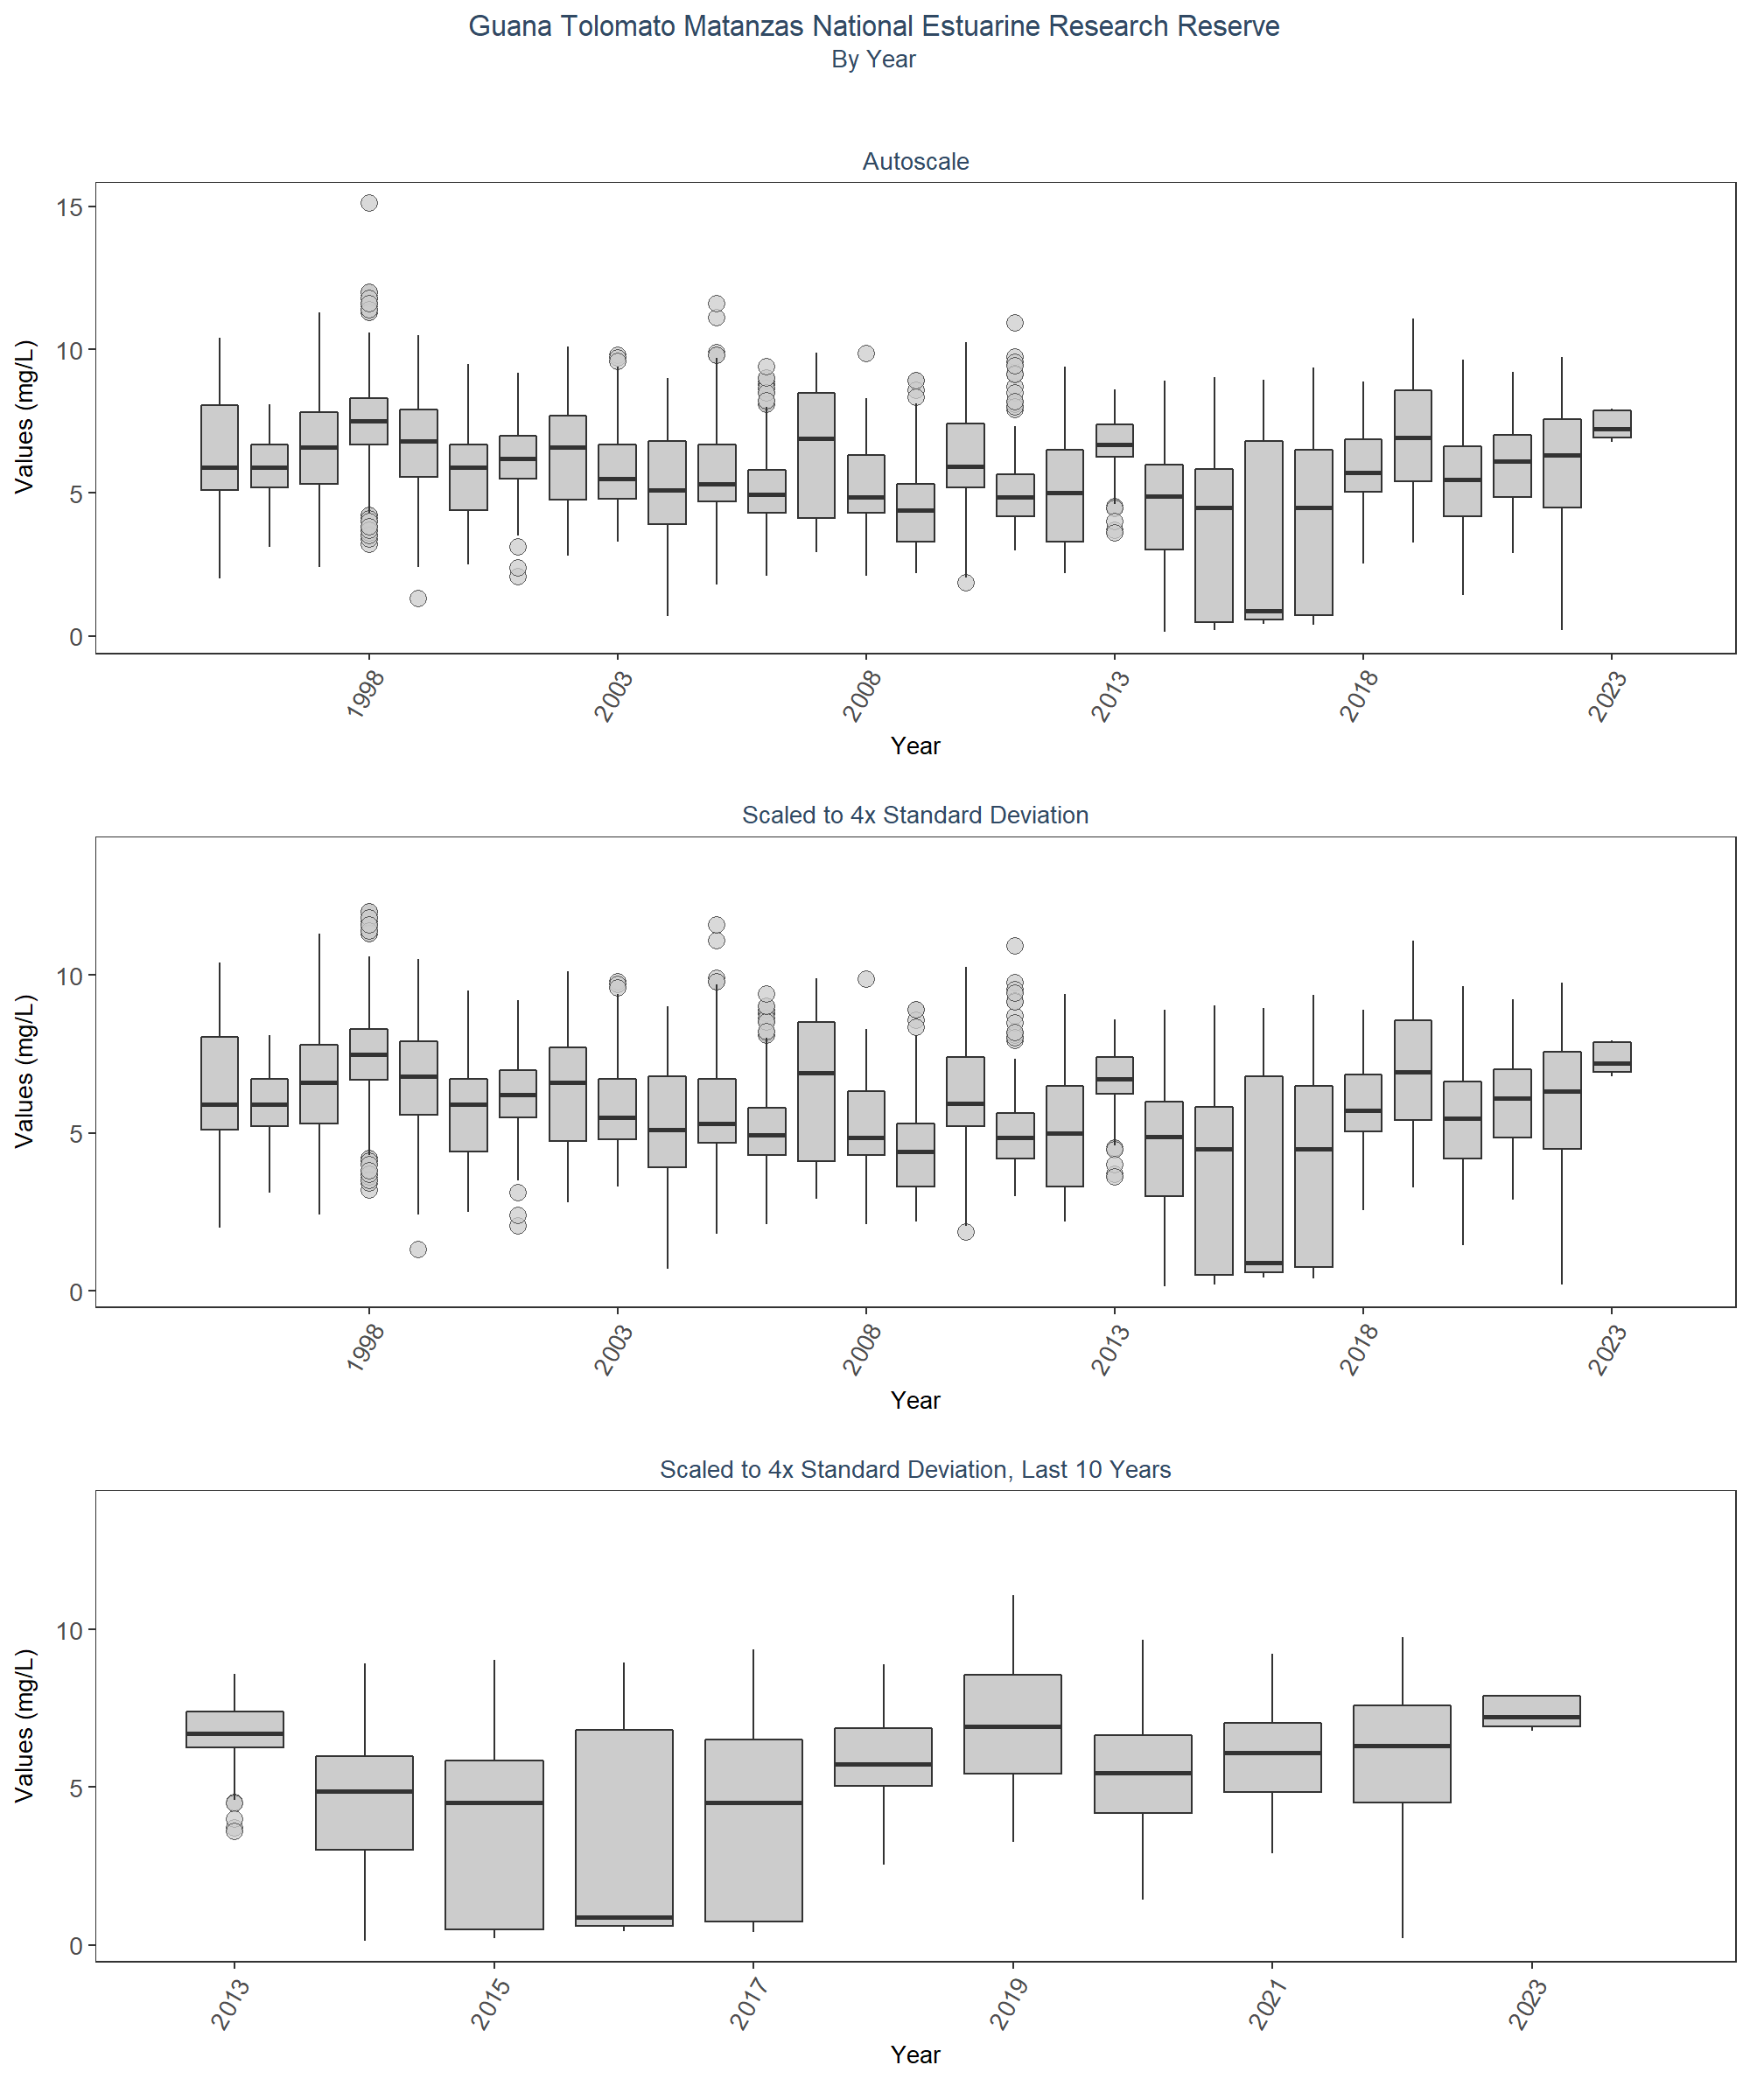 Guana Tolomato Matanzas National Estuarine Research Reserve
By Year
Autoscale
Values (mg/L)
15
10
5
0
1998
2003
2008
2013
2018
2023
Year
Scaled to 4x Standard Deviation
Values (mg/L)
10
5
0
1998
2003
2008
2013
2018
2023
Year
Scaled to 4x Standard Deviation, Last 10 Years
Values (mg/L)
10
5
0
2013
2015
2017
2019
2021
2023
Year